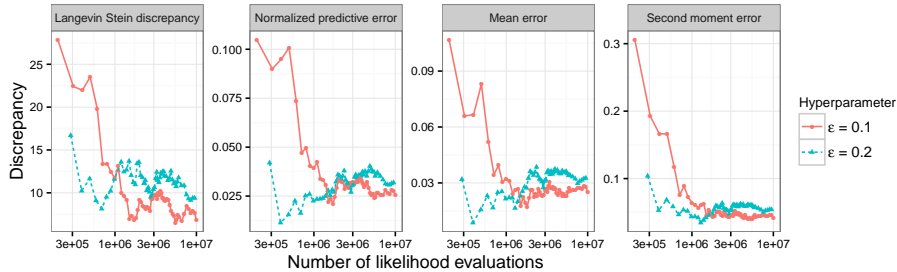 Langevin Stein discrepancy
Normalized predictive error
Mean error
Second moment error
Discrepancy
25
20
15
10
0.100
0.075
0.050
0.025
0.09
0.06
0.03
0.3
0.2
0.1
3e+05 1e+06 3e+06 1e+07
3e+05 1e+06 3e+06 1e+07
3e+05 1e+06 3e+06 1e+07
3e+05 1e+06 3e+06 1e+07
Number of likelihood evaluations
Hyperparameter
ε = 0.1
ε = 0.2